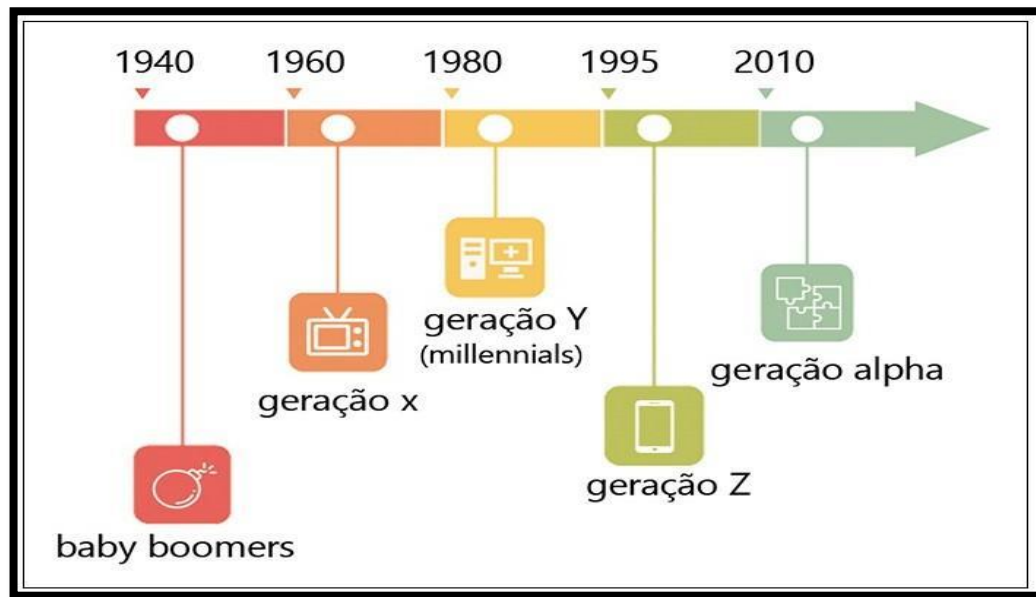 1940 1960 1980 1995 2010
geração Y
(millennials)
geração alpha
geração x
geração Z
baby boomers